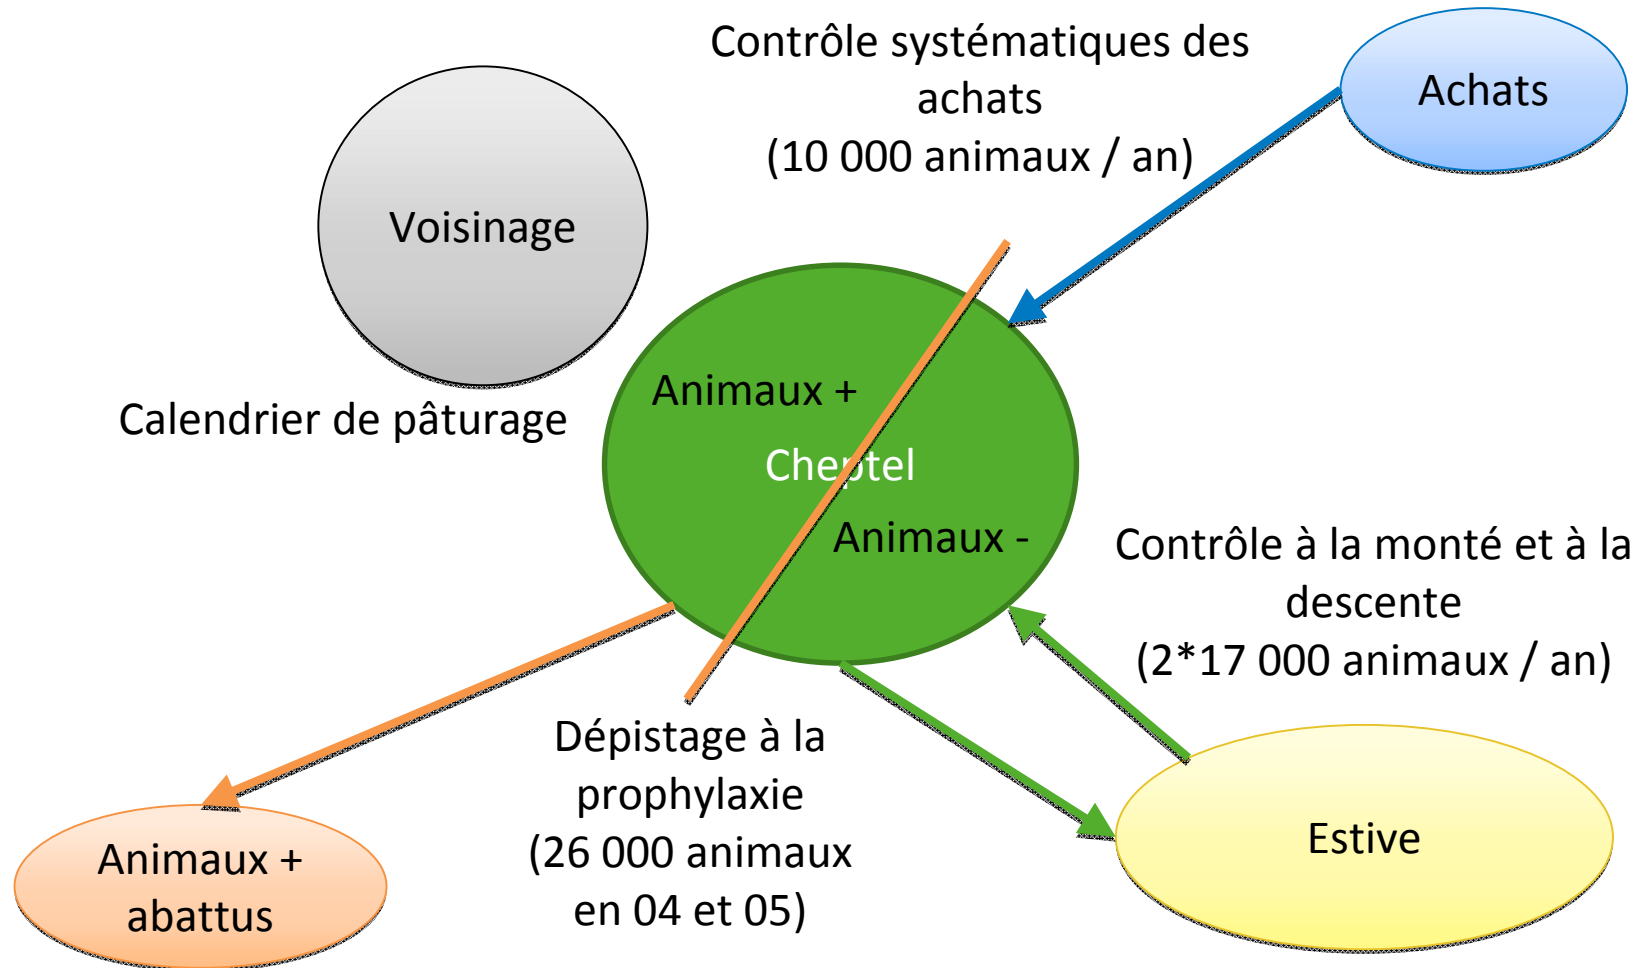 Contrôle systématiques des
achats
(10 000 animaux / an)
Achats
Voisinage
Calendrier de pâturage
Animaux +
Cheptel
Animaux -
Contrôle à la monté et à la
descente
(2*17 000 animaux / an)
Dépistage à la
prophylaxie
(26 000 animaux
en 04 et 05)
Estive
Animaux +
abattus